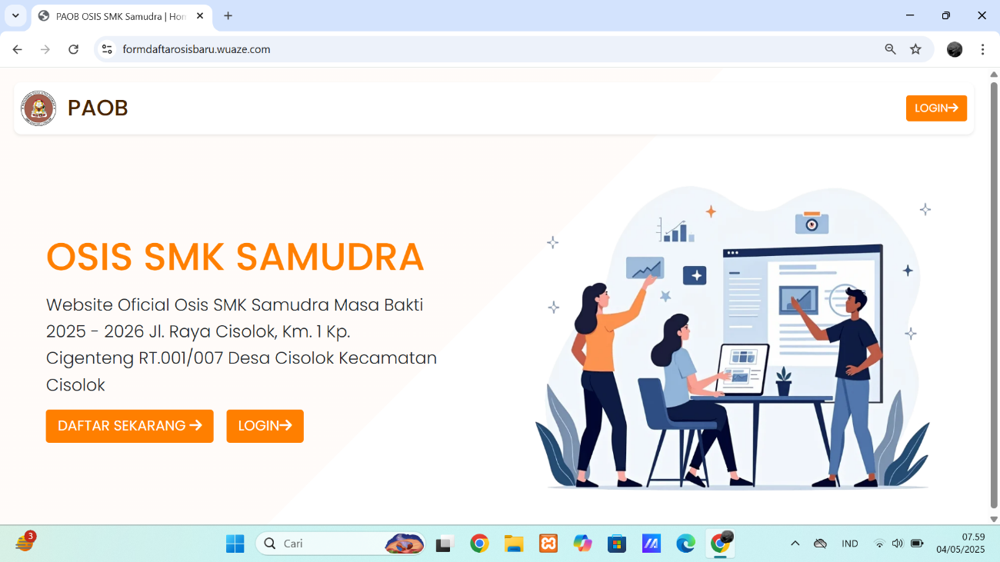 PAOB OSIS SMK Samudra | Hom
formdaftarosisbaru.wuaze.com
PAOB
LOGIN
OSIS SMK SAMUDRA
Website Oficial Osis SMK Samudra Masa Bakti
2025 - 2026 Jl. Raya Cisolok, Km. 1 Kp.
Cigenteng RT.001/007 Desa Cisolok Kecamatan
Cisolok
DAFTAR SEKARANG
LOGIN
3
Cari
IND
07.59
04/05/2025